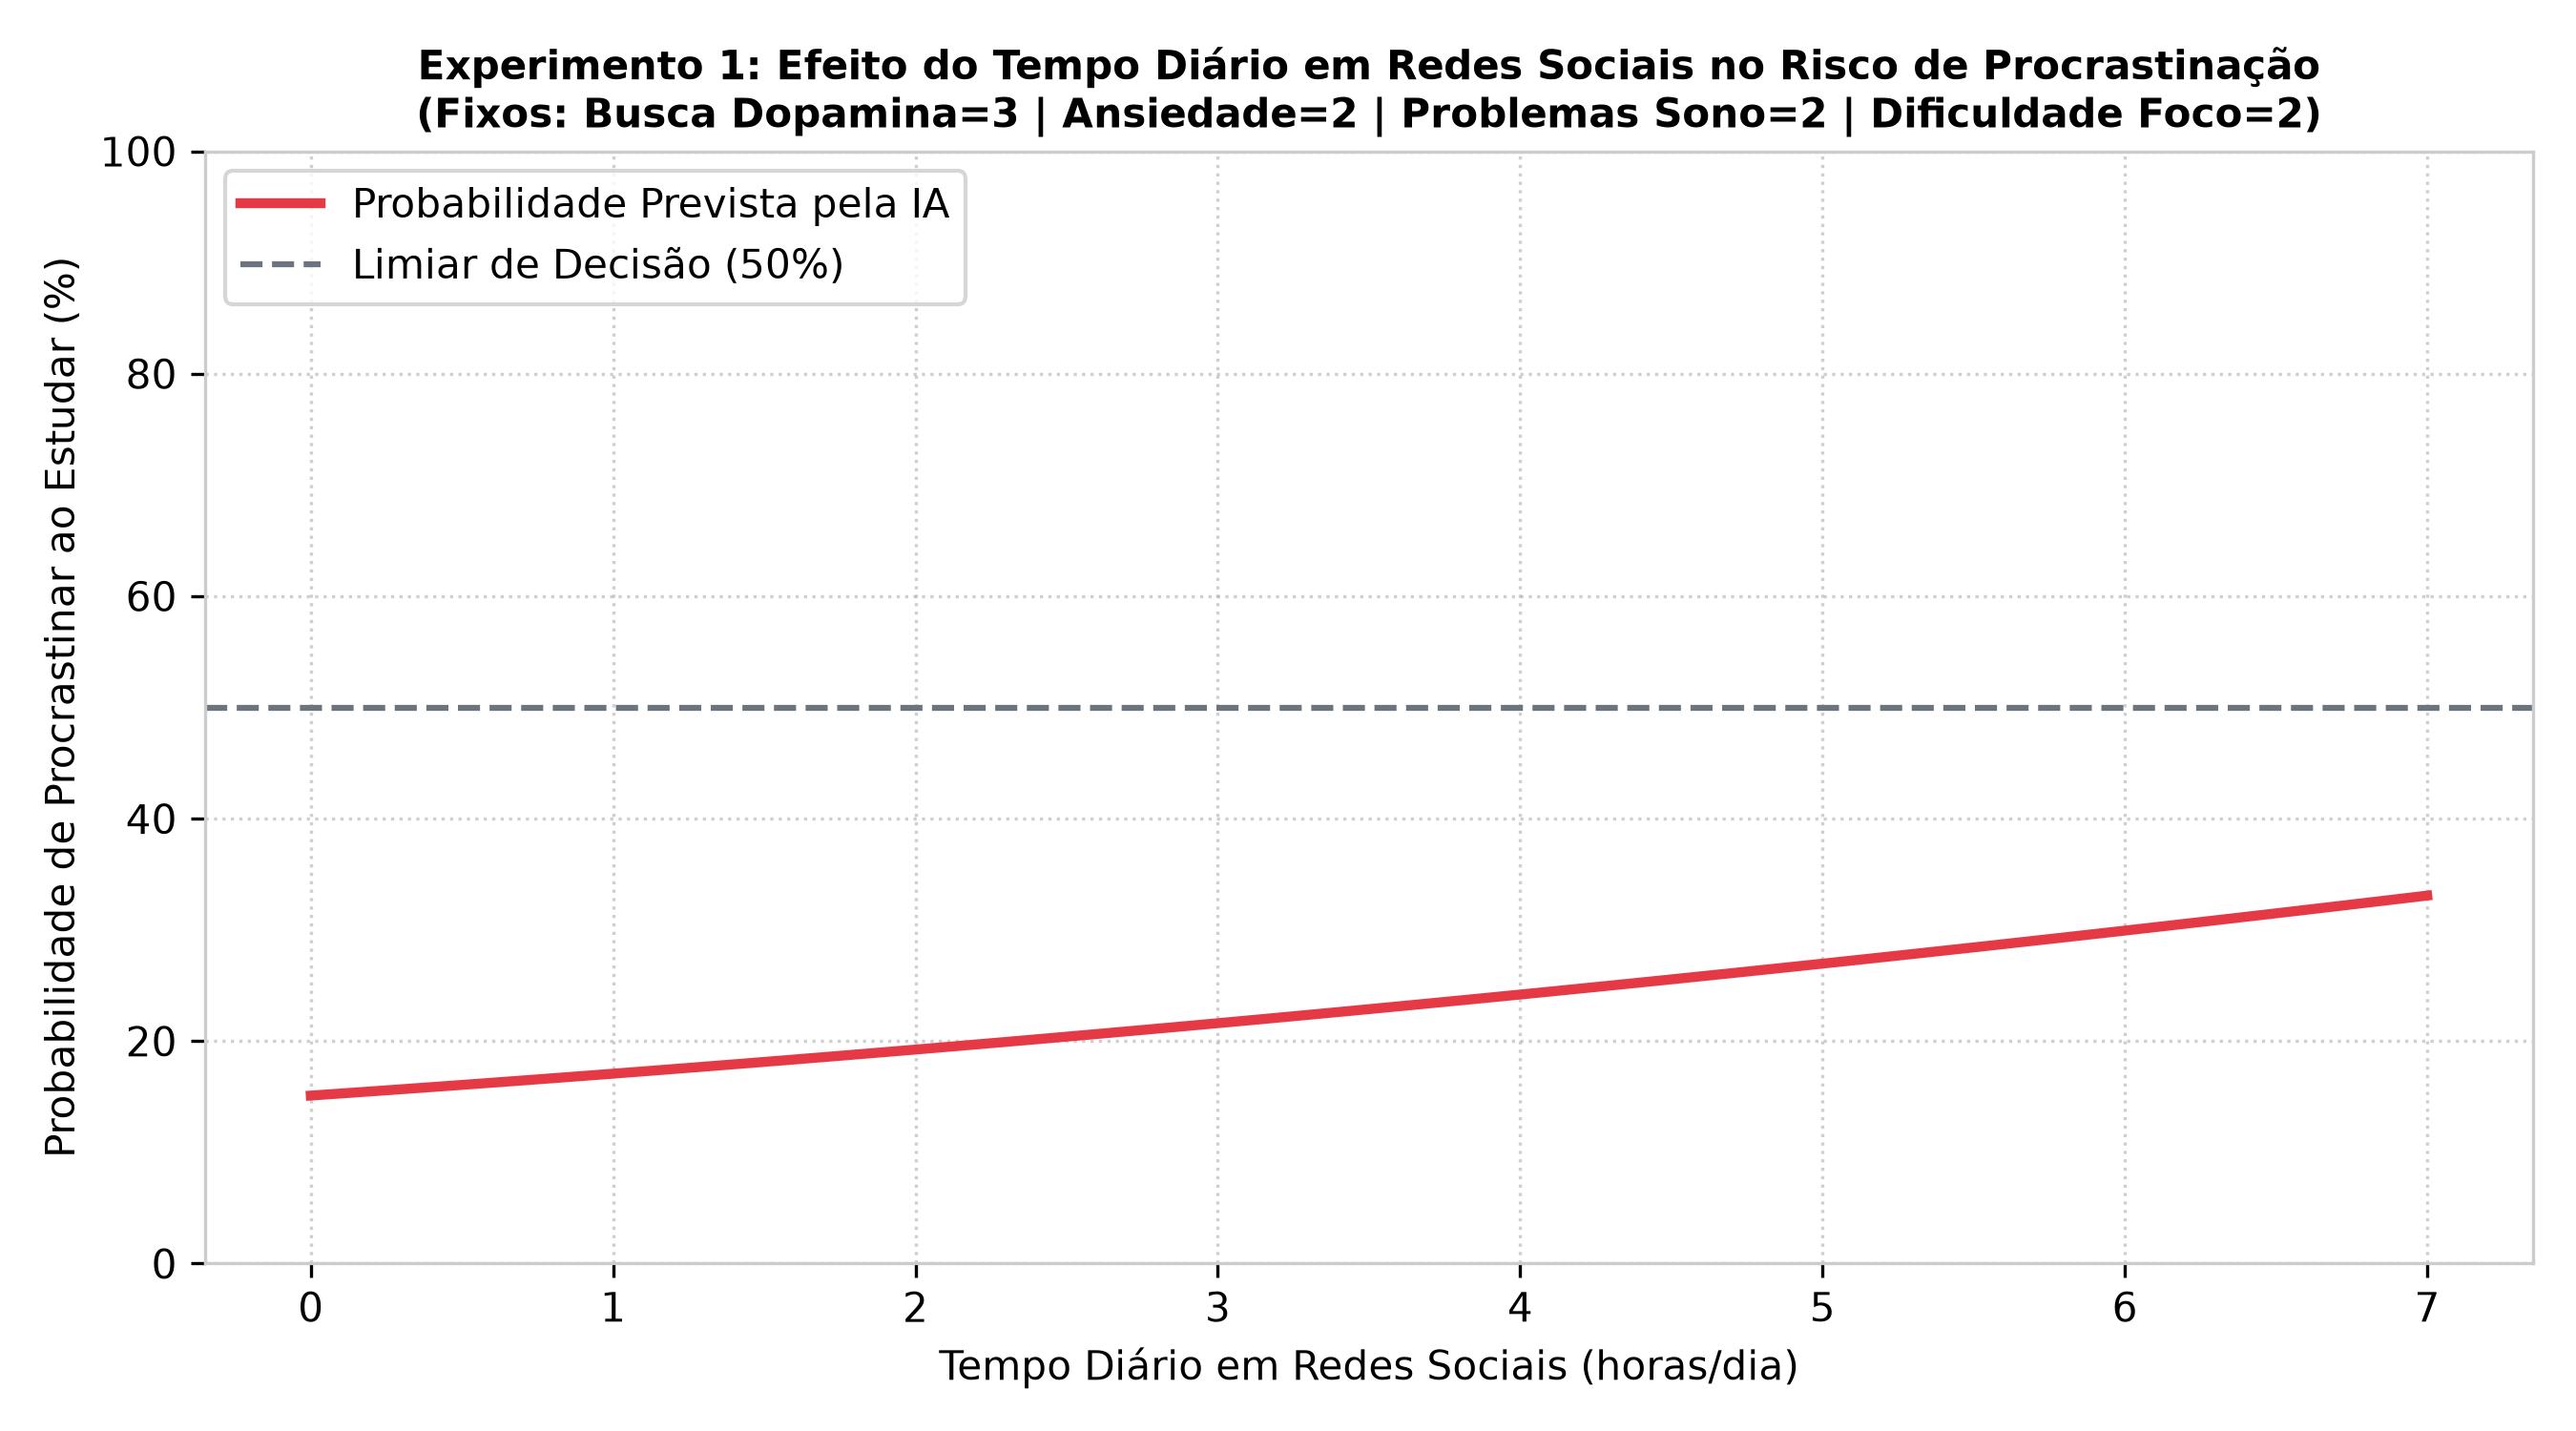 Experimento 1: Efeito do Tempo Diário em Redes Sociais no Risco de Procrastinação
(Fixos: Busca Dopamina=3 | Ansiedade=2 | Problemas Sono=2 | Dificuldade Foco=2)
Probabilidade Prevista pela IA
Limiar de Decisão (50%)
Probabilidade de Procrastinar ao Estudar (%)
100
80
60
40
20
0
0 1 2 3 4 5 6 7
Tempo Diário em Redes Sociais (horas/dia)